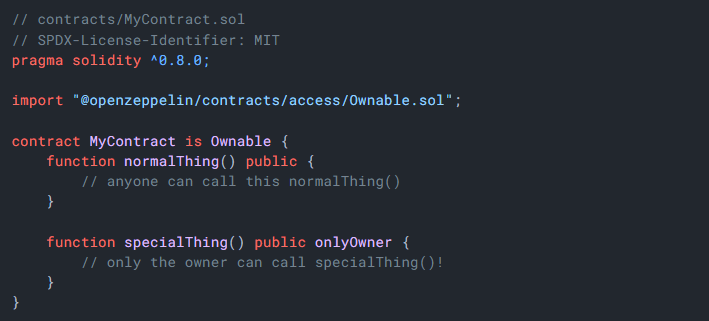 // contracts/MyContract.sol
// SPDX-License-Identifier: MIT
pragma solidity ^0.8.0;

import "@openzeppelin/contracts/access/Ownable.sol";

contract MyContract is Ownable {
    function normalThing() public {
        // anyone can call this normalThing()
    }

    function specialThing() public onlyOwner {
        // only the owner can call specialThing()!
    }
}